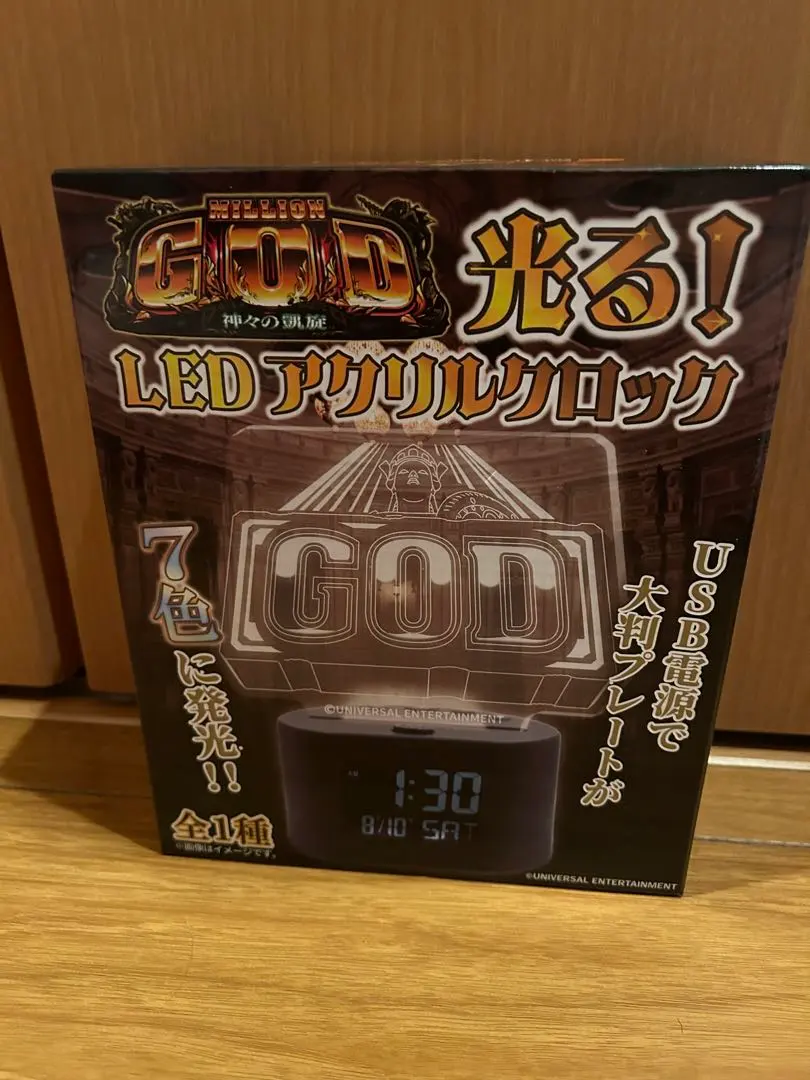 MILLION
GOD
神々の凱旋
光る!
LED アクリルクロック
GOD
USB電源で
大判プレートが
7色に発光!!
©UNIVERSAL ENTERTAINMENT
AM
1:30
8/10 SAT
全1種
※画像はイメージです。
©UNIVERSAL ENTERTAINMENT